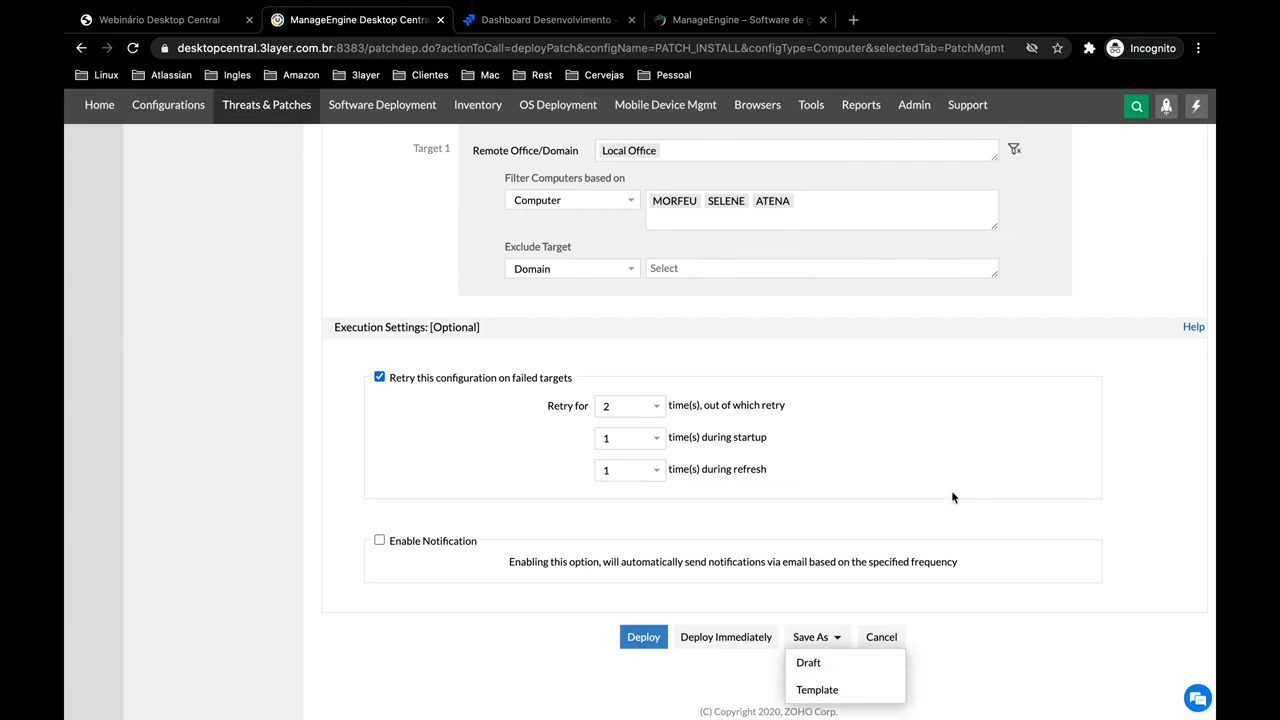 Webinário Desktop Central
ManageEngine Desktop Centra
Dashboard Desenvolvimento -
ManageEngine – Software de g
desktopcentral.3layer.com.br:8383/patchdep.do?actionToCall=deployPatch&configName=PATCH_INSTALL&configType=Computer&selectedTab=PatchMgmt
Incognito
Linux Atlassian Ingles Amazon 3layer Clientes Mac Rest Cervejas Pessoal
Home Configurations Threats & Patches Software Deployment Inventory OS Deployment Mobile Device Mgmt Browsers Tools Reports Admin Support
Target 1 Remote Office/Domain Local Office
Filter Computers based on
Computer MORFEU SELENE ATENA
Exclude Target
Domain Select
Execution Settings: [Optional] Help
Retry this configuration on failed targets
Retry for 2 time(s), out of which retry
1 time(s) during startup
1 time(s) during refresh
Enable Notification
Enabling this option, will automatically send notifications via email based on the specified frequency
Deploy Deploy Immediately Save As Cancel
Draft
Template
(C) Copyright 2020, ZOHO Corp.